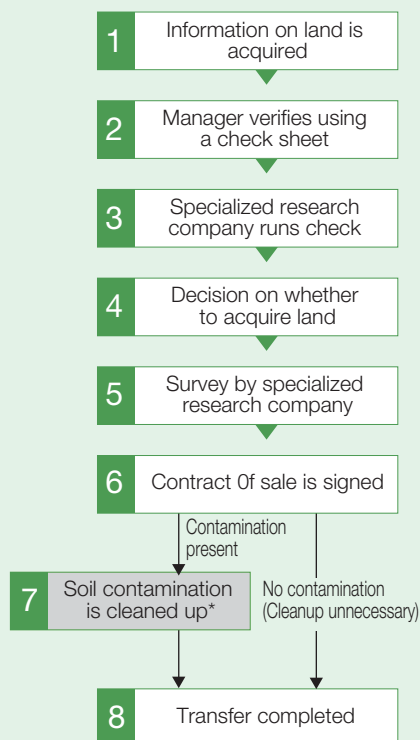 1
Information on land is
acquired
2
Manager verifies using
a check sheet
3
Specialized research
company runs check
4
Decision on whether
to acquire land
5
Survey by specialized
research company
6
Contract 0f sale is signed
Contamination
present
7
Soil contamination
is cleaned up*
No contamination
(Cleanup unnecessary)
8
Transfer completed